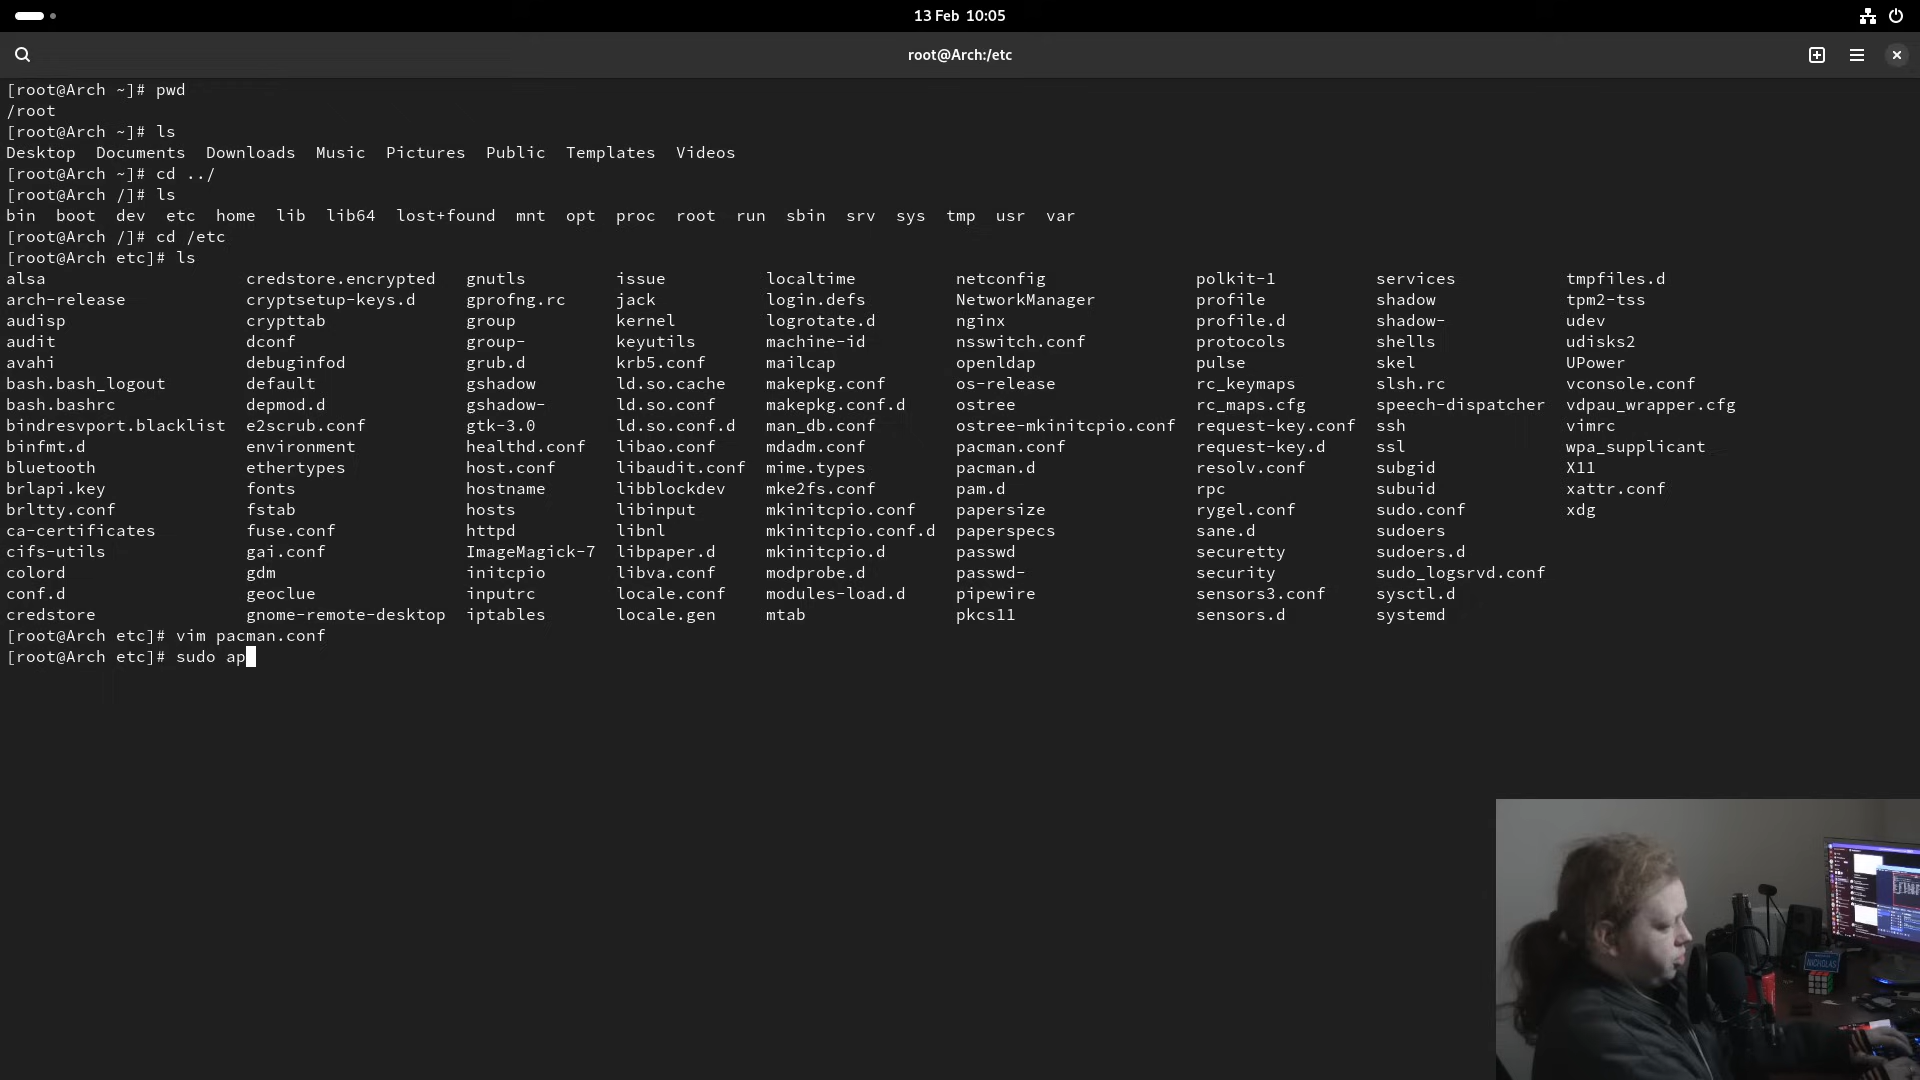 13 Feb 10:05
root@Arch:/etc
[root@Arch ~]# pwd
/root
[root@Arch ~]# ls
Desktop Documents Downloads Music Pictures Public Templates Videos
[root@Arch ~]# cd ../
[root@Arch /]# ls
bin boot dev etc home lib lib64 lost+found mnt opt proc root run sbin srv sys tmp usr var
[root@Arch /]# cd /etc
[root@Arch etc]# ls
alsa credstore.encrypted gnutls issue localtime netconfig polkit-1 services tmpfiles.d
arch-release cryptsetup-keys.d gprofng.rc jack login.defs NetworkManager profile shadow tpm2-tss
audisp crypttab group kernel logrotate.d nginx profile.d shadow- udev
audit dconf group- keyutils machine-id nsswitch.conf protocols shells udisks2
avahi debuginfod grub.d krb5.conf mailcap openldap pulse skel UPower
bash.bash_logout default gshadow ld.so.cache makepkg.conf os-release rc_keymaps slsh.rc vconsole.conf
bash.bashrc depmod.d gshadow- ld.so.conf makepkg.conf.d ostree rc_maps.cfg speech-dispatcher vdpau_wrapper.cfg
bindresvport.blacklist e2scrub.conf gtk-3.0 ld.so.conf.d man_db.conf ostree-mkinitcpio.conf request-key.conf ssh vimrc
binfmt.d environment healthd.conf libao.conf mdadm.conf pacman.conf request-key.d ssl wpa_supplicant
bluetooth ethertypes host.conf libaudit.conf mime.types pacman.d resolv.conf subgid X11
brlapi.key fonts hostname libblockdev mke2fs.conf pam.d rpc subuid xattr.conf
brltty.conf fstab hosts libinput mkinitcpio.conf papersize rygel.conf sudo.conf xdg
ca-certificates fuse.conf httpd libnl mkinitcpio.conf.d paperspecs sane.d sudoers
cifs-utils gai.conf ImageMagick-7 libpaper.d mkinitcpio.d passwd securetty sudoers.d
colord gdm initcpio libva.conf modprobe.d passwd- security sudo_logsrvd.conf
conf.d geoclue inputrc locale.conf modules-load.d pipewire sensors3.conf sysctl.d
credstore gnome-remote-desktop iptables locale.gen mtab pkcs11 sensors.d systemd
[root@Arch etc]# vim pacman.conf
[root@Arch etc]# sudo ap
NICHOLAS